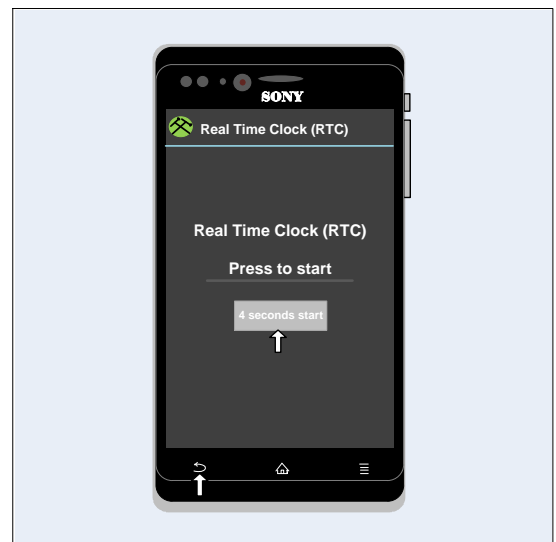 SONY
Real Time Clock (RTC)
Real Time Clock (RTC)
Press to start
4 seconds start